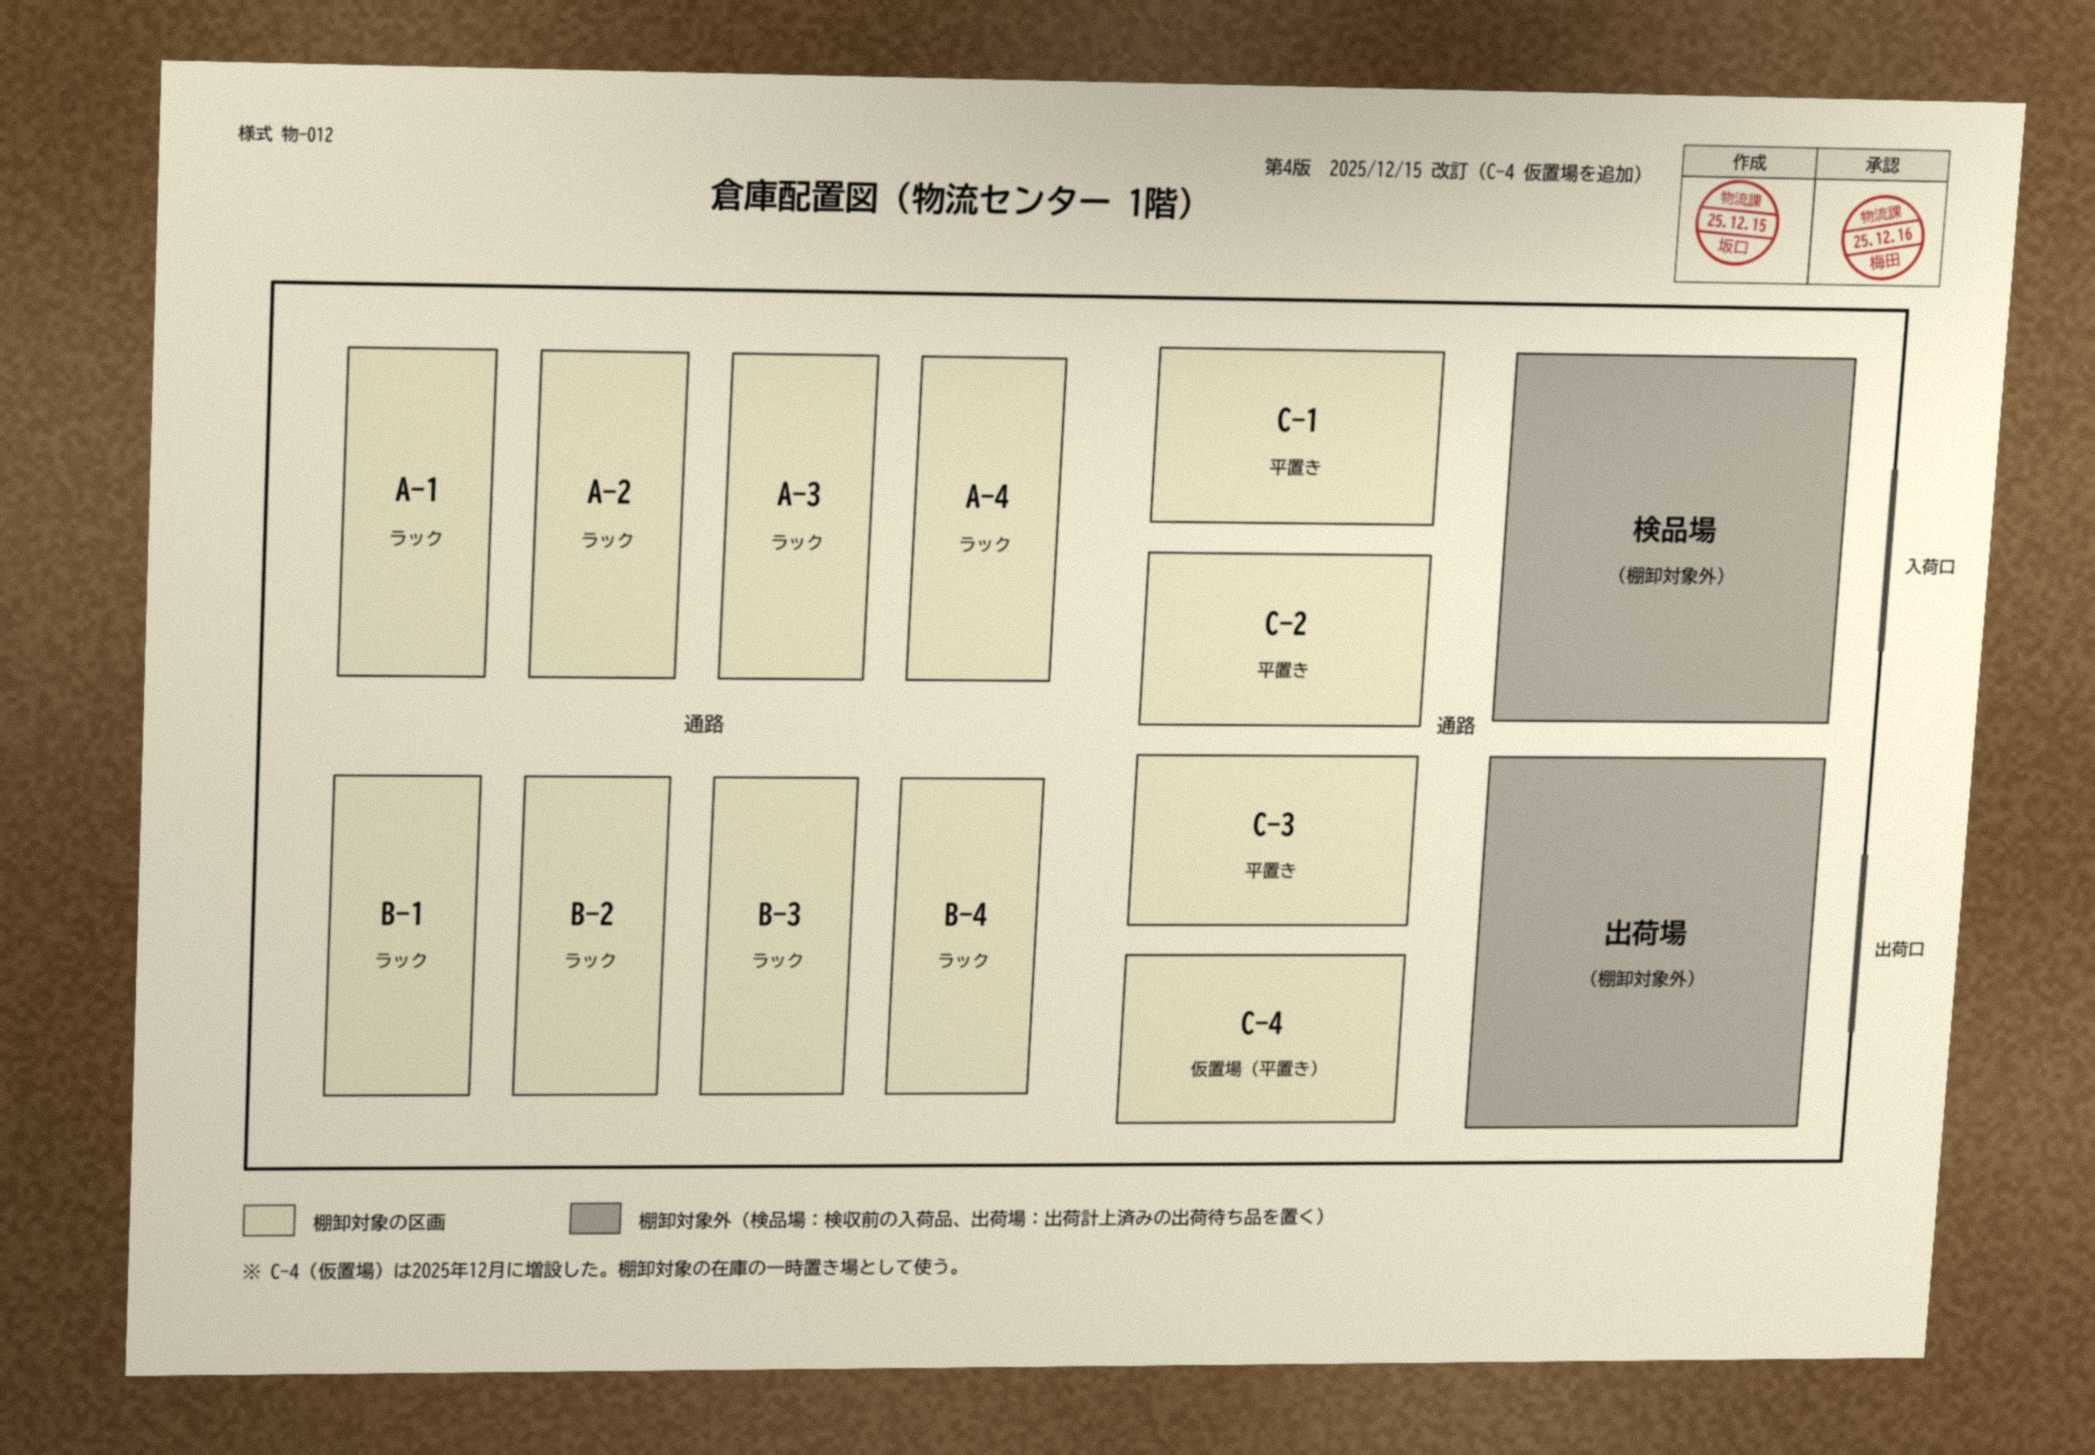 様式 物-012
倉庫配置図（物流センター 1階）
第4版 2025/12/15 改訂（C-4 仮置場を追加）
作成 承認
物流課
25.12.15
坂口
物流課
25.12.16
梅田
A-1
ラック
A-2
ラック
A-3
ラック
A-4
ラック
C-1
平置き
C-2
平置き
検品場
（棚卸対象外）
入荷口
通路
通路
B-1
ラック
B-2
ラック
B-3
ラック
B-4
ラック
C-3
平置き
C-4
仮置場（平置き）
出荷場
（棚卸対象外）
出荷口
棚卸対象の区画
棚卸対象外（検品場：検収前の入荷品、出荷場：出荷計上済みの出荷待ち品を置く）
※ C-4（仮置場）は2025年12月に増設した。棚卸対象の在庫の一時置き場として使う。